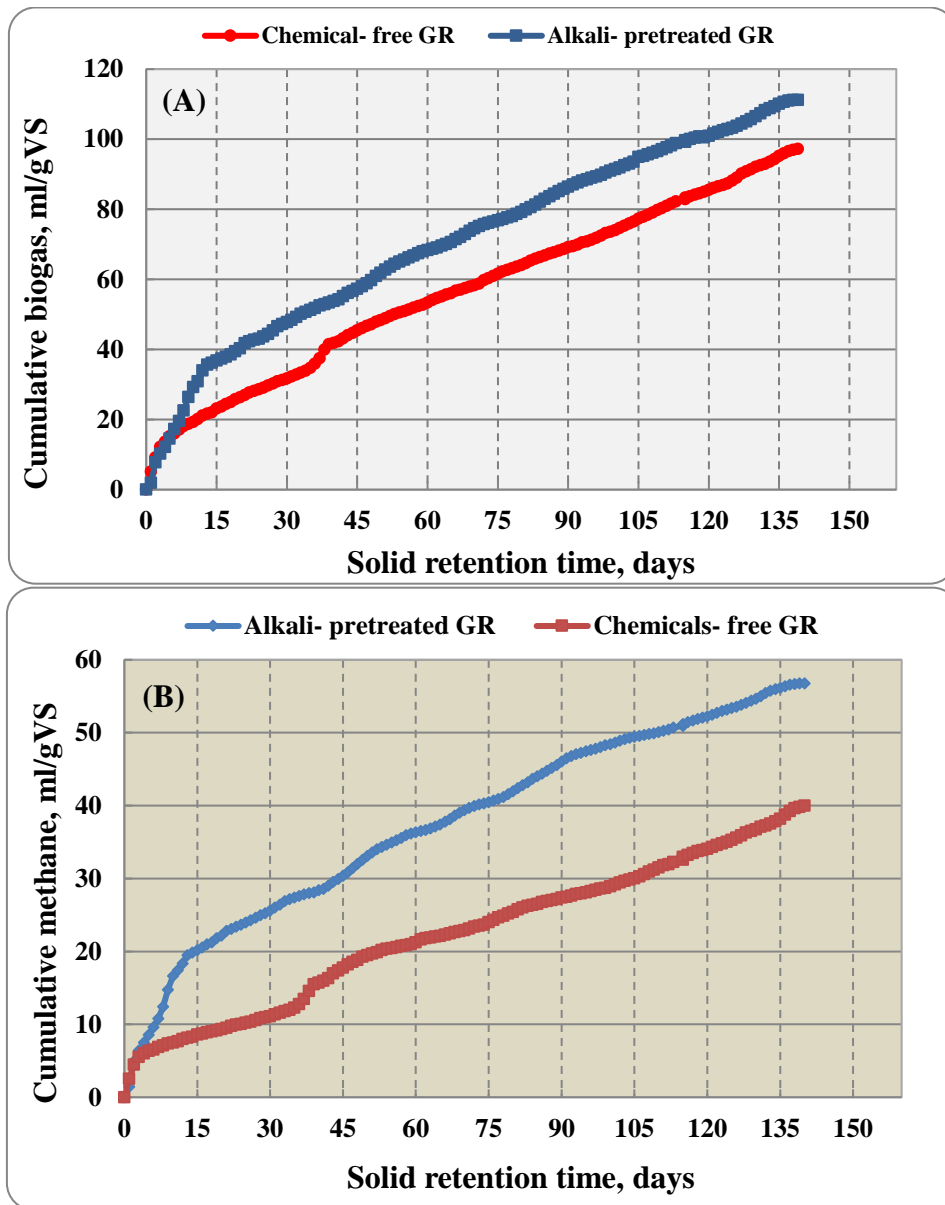 Chemical- free GR Alkali- pretreated GR
(A)
120
100
80
60
40
20
0
Cumulative biogas, ml/gVS
0 15 30 45 60 75 90 105 120 135 150
Solid retention time, days
Alkali- pretreated GR Chemicals- free GR
(B)
60
50
40
30
20
10
0
Cumulative methane, ml/gVS
0 15 30 45 60 75 90 105 120 135 150
Solid retention time, days